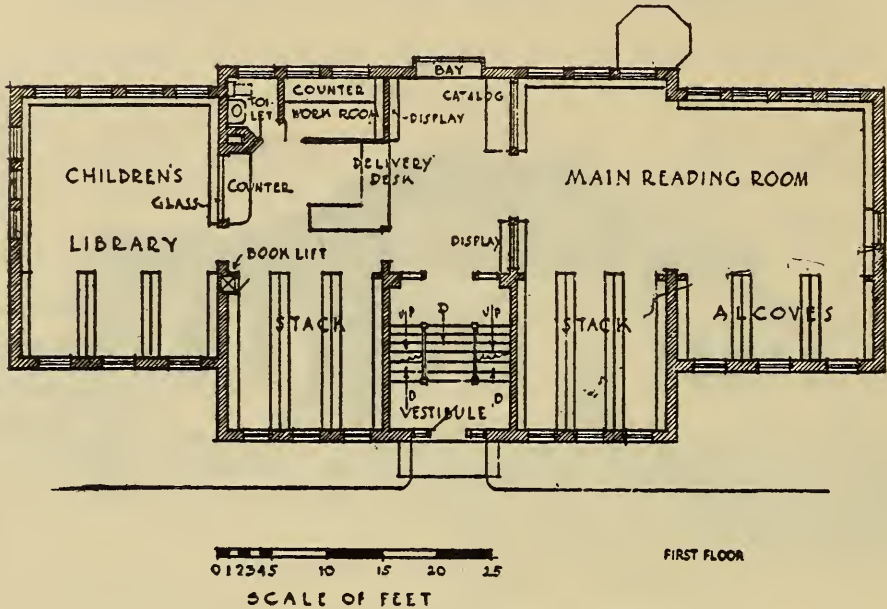 BAY
COUNTER
CATALOG
TOI-
LET
WORK ROOM
DISPLAY
DELIVERY
DESK
CHILDREN'S
LIBRARY
COUNTER
GLASS
MAIN READING ROOM
DISPLAY
BOOK LIFT
STACK
UP
D
UP
STACK
ALCOVES
D
D
VESTIBULE
0 1 2 3 4 5 10 15 20 25
SCALE OF FEET
FIRST FLOOR